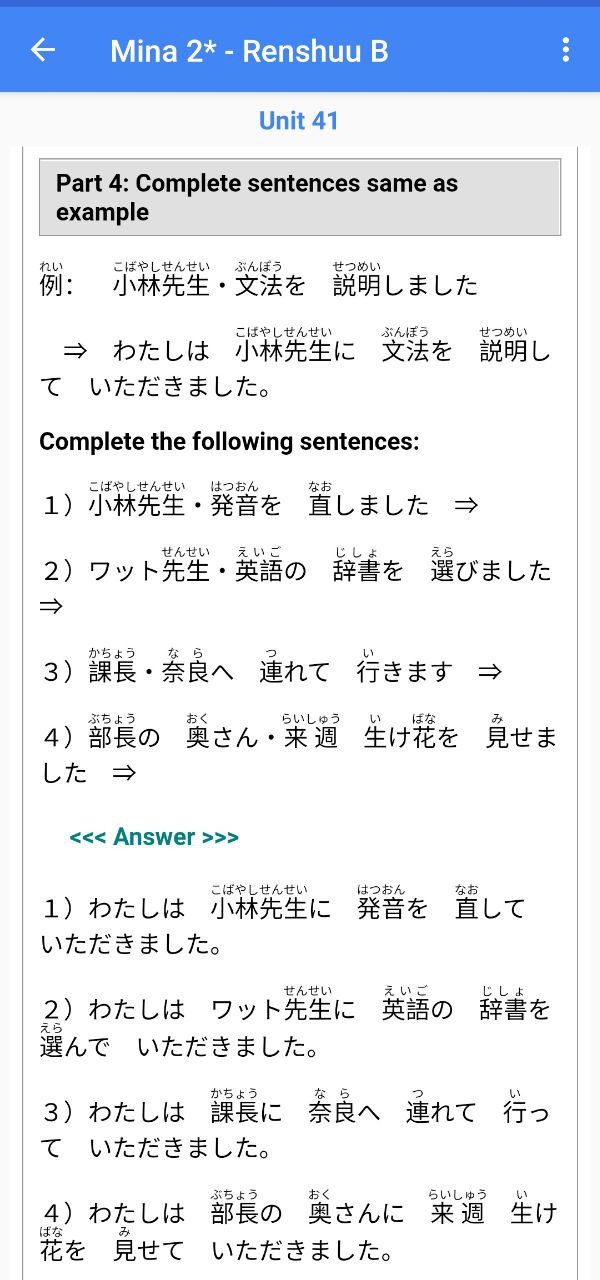 Mina 2* - Renshuu B
Unit 41
Part 4: Complete sentences same as
example
れい こばやしせんせい ぶんぽう せつめい
例: 小林先生・文法を 説明しました
こばやしせんせい ぶんぽう せつめい
⇒ わたしは 小林先生に 文法を 説明し
て いただきました。
Complete the following sentences:
こばやしせんせい はつおん なお
1）小林先生・発音を 直しました ⇒
せんせい えいご じしょ えら
2）ワット先生・英語の 辞書を 選びました
⇒
かちょう なら つ い
3）課長・奈良へ 連れて 行きます ⇒
ぶちょう おく らいしゅう い ばな み
4）部長の 奥さん・来週 生け花を 見せま
した ⇒
<<< Answer >>>
こばやしせんせい はつおん なお
1）わたしは 小林先生に 発音を 直して
いただきました。
せんせい えいご じしょ
2）わたしは ワット先生に 英語の 辞書を
えら
選んで いただきました。
かちょう なら つ い
3）わたしは 課長に 奈良へ 連れて 行っ
て いただきました。
ぶちょう おく らいしゅう い
4）わたしは 部長の 奥さんに 来週 生け
ばな み
花を 見せて いただきました。